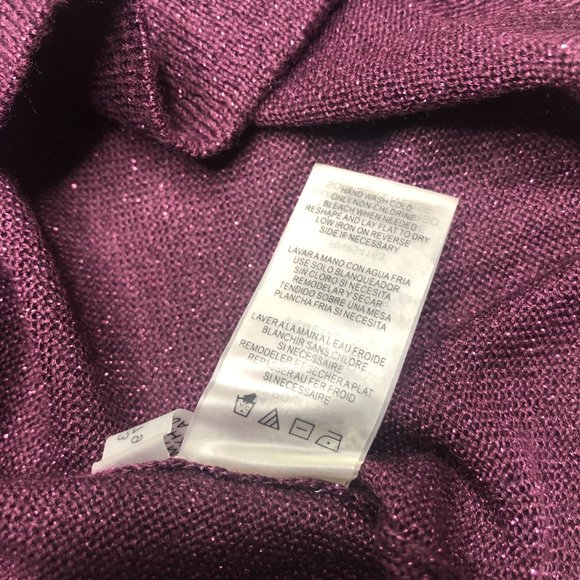 HAND WASH COLD
ONLY NON-CHLORINE
BLEACH WHEN NEEDED
RESHAPE AND LAY FLAT TO DRY
LOW IRON ON REVERSE
SIDE IF NECESSARY
LAVAR A MANO CON AGUA FRIA
USE SOLO BLANQUEADOR
SIN CLORO SI NECESITA
REMODELAR Y SECAR
TENDIDO SOBRE UNA MESA
PLANCHA FRIA SI NECESITA
LAVER A LA MAIN A L'EAU FROIDE
BLANCHIR SANS CHLORE
SI NECESSAIRE
REMODELER ET SECHER A PLAT
REPASER AU FER FROID
SI NECESSAIRE